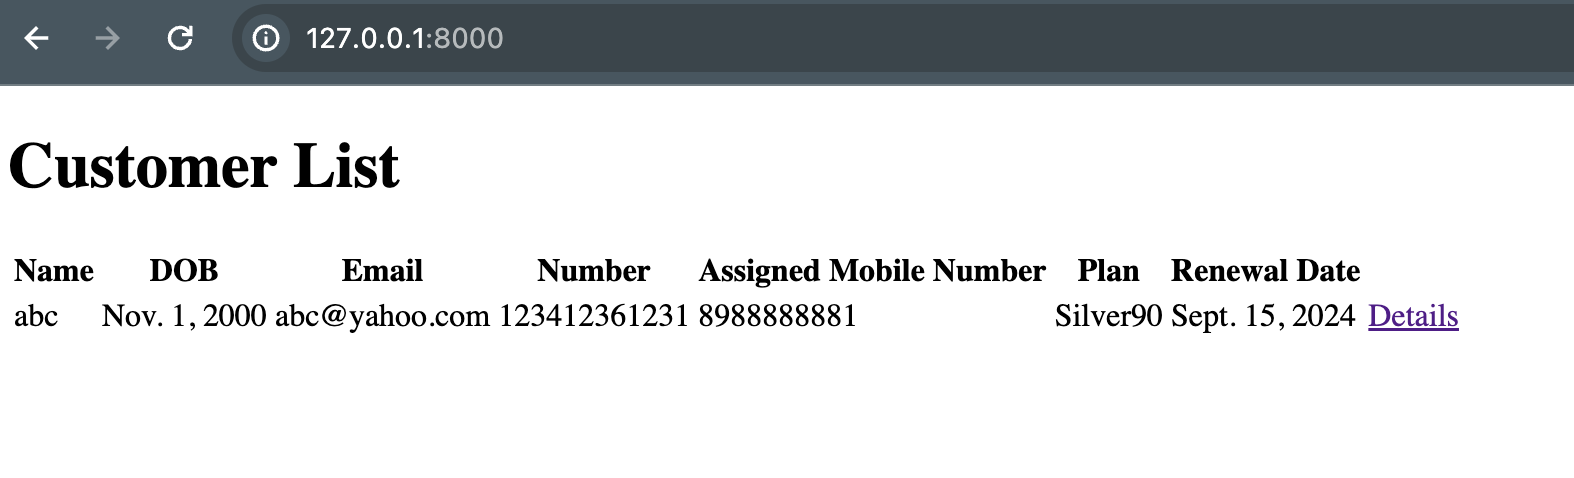 127.0.0.1:8000
Customer List
Name DOB Email Number Assigned Mobile Number Plan Renewal Date
abc Nov. 1, 2000 abc@yahoo.com 123412361231 8988888881 Silver90 Sept. 15, 2024 Details